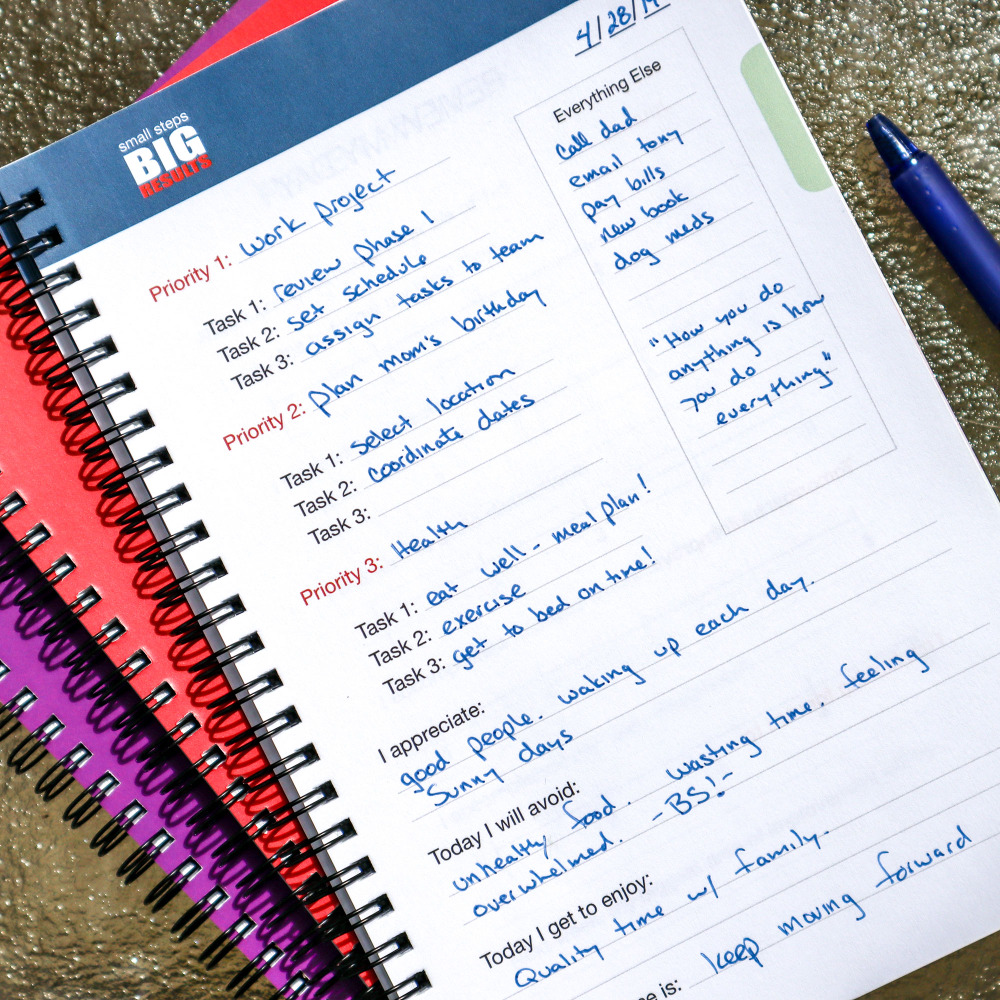 small steps
BIG
RESULTS
4/28/
Priority 1: work project
Task 1: review phase 1
Task 2: set schedule
Task 3: assign tasks to team
Priority 2: plan mom's birthday
Task 1: select location
Task 2: coordinate dates
Task 3:
Priority 3: Health
Task 1: eat well - meal plan!
Task 2: exercise
Task 3: get to bed on time!
Everything Else
call dad
email tony
pay bills
new book
dog meds
"How you do
anything is how
you do
everything."
I appreciate:
good people. waking up each day.
Sunny days
Today I will avoid:
unhealthy food. wasting time. feeling
overwhelmed. -BS!-
Today I get to enjoy:
Quality time w/ family.
is: keep moving forward